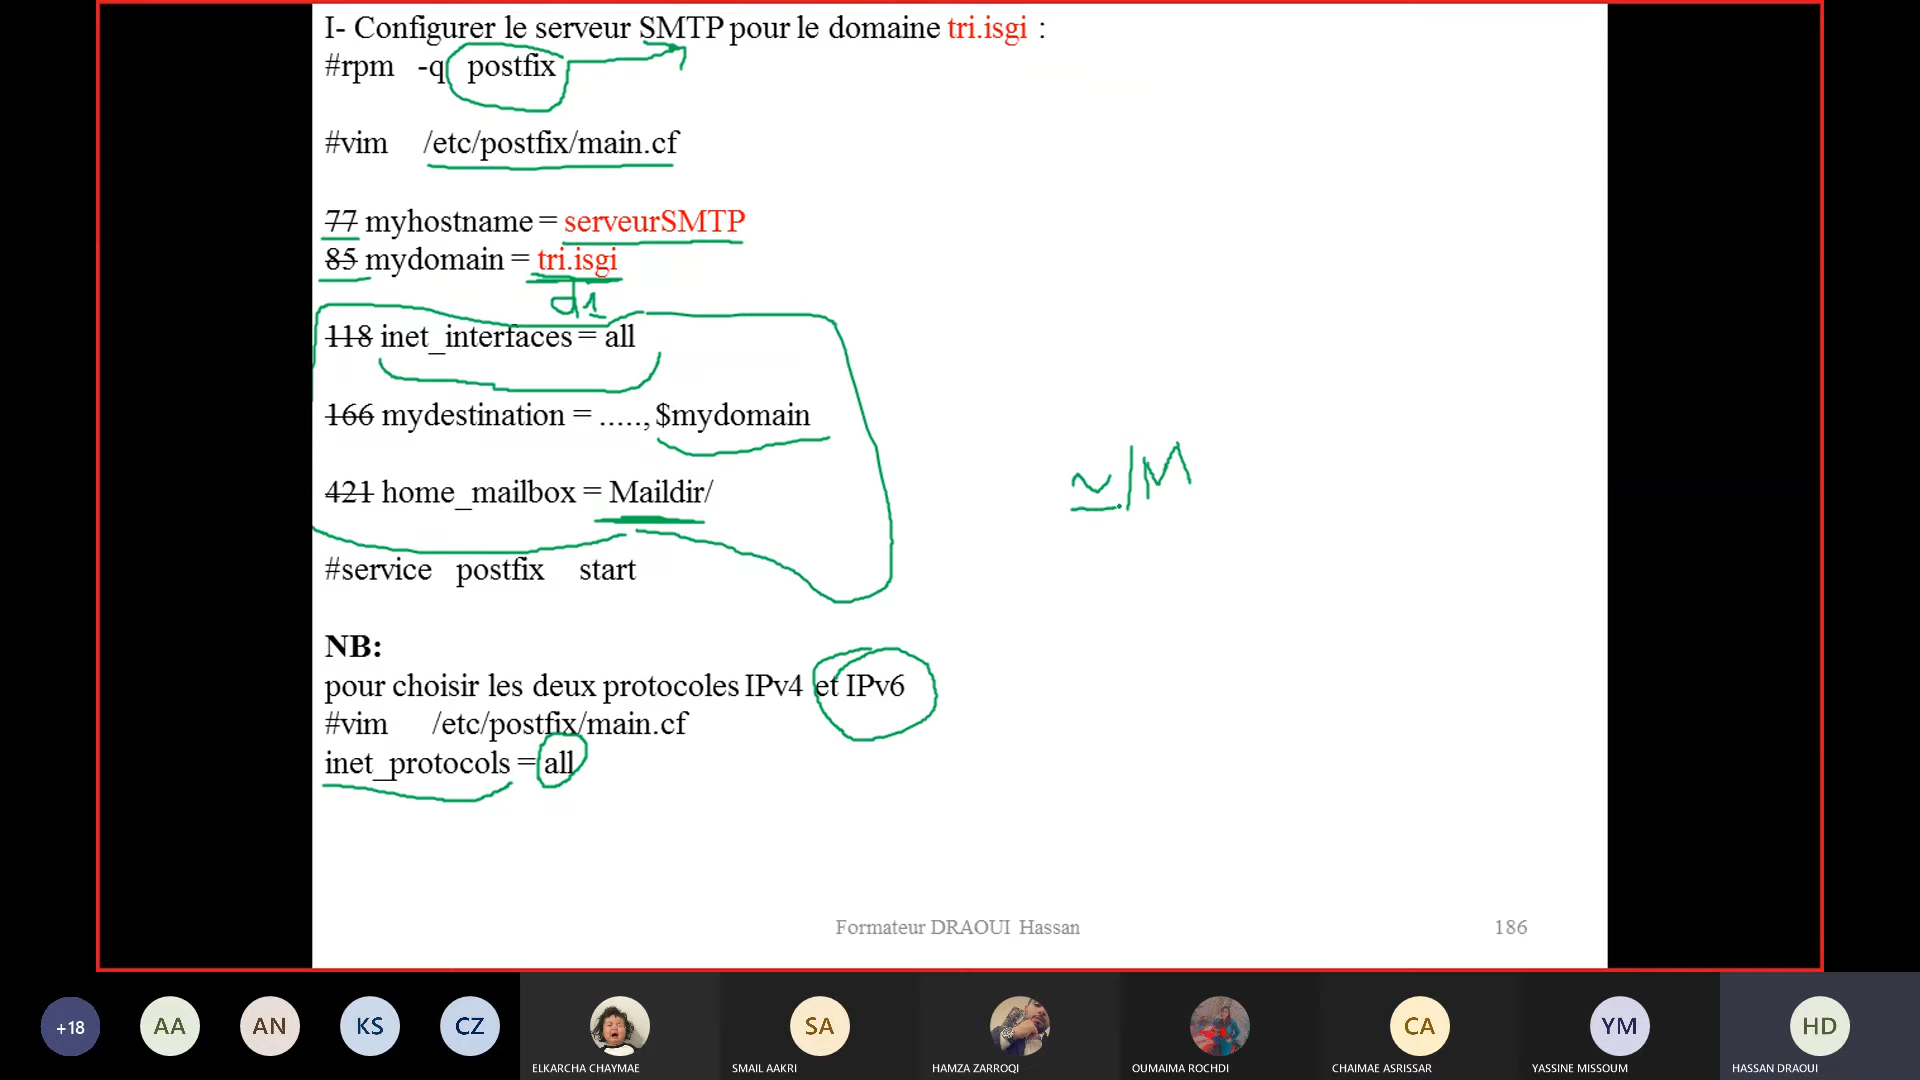 I- Configurer le serveur SMTP pour le domaine tri.isgi :
#rpm -q postfix
#vim /etc/postfix/main.cf
77 myhostname = serveurSMTP
85 mydomain = tri.isgi
d1
118 inet_interfaces = all
166 mydestination = ....., $mydomain
421 home_mailbox = Maildir/
~/M
#service postfix start
NB:
pour choisir les deux protocoles IPv4 et IPv6
#vim /etc/postfix/main.cf
inet_protocols = all
Formateur DRAOUI Hassan 186
+18 AA AN KS CZ SA CA YM HD
ELKARCHA CHAYMAE SMAIL AAKRI HAMZA ZARROQI OUMAIMA ROCHDI CHAIMAE ASRISSAR YASSINE MISSOUM HASSAN DRAOUI